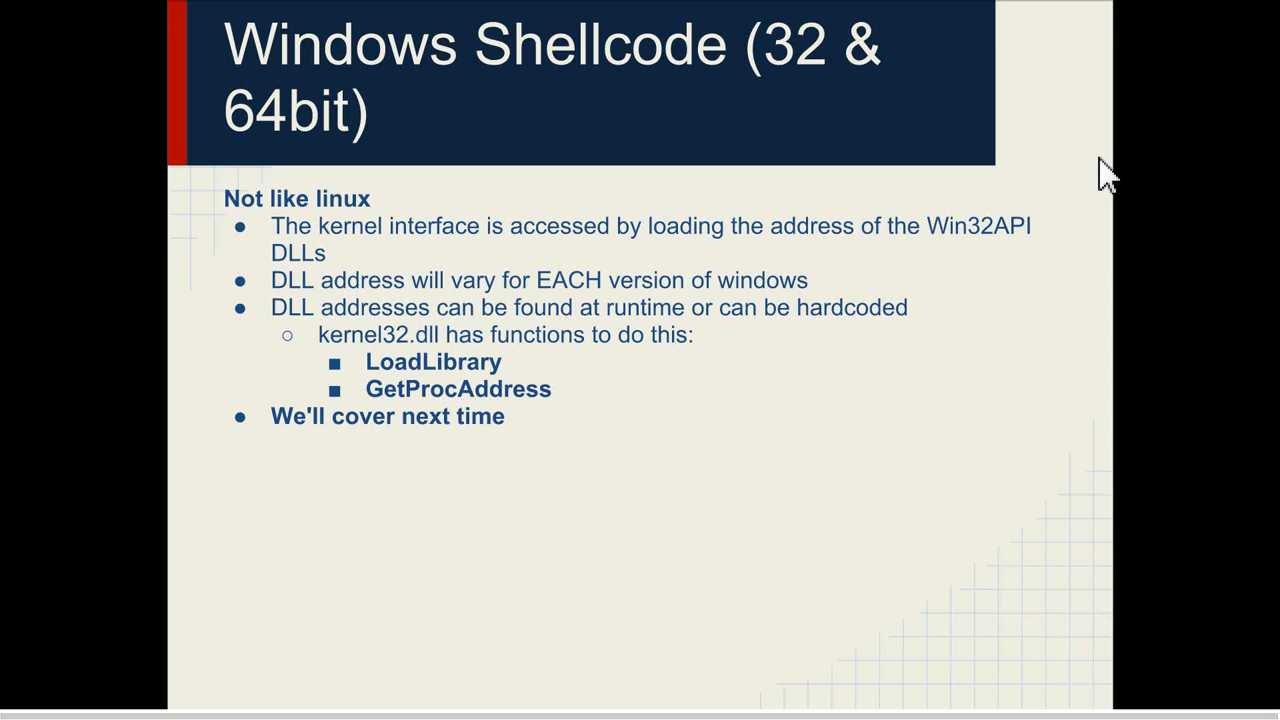 Windows Shellcode (32 &
64bit)
Not like linux
● The kernel interface is accessed by loading the address of the Win32API
DLLs
● DLL address will vary for EACH version of windows
● DLL addresses can be found at runtime or can be hardcoded
○ kernel32.dll has functions to do this:
■ LoadLibrary
■ GetProcAddress
● We'll cover next time